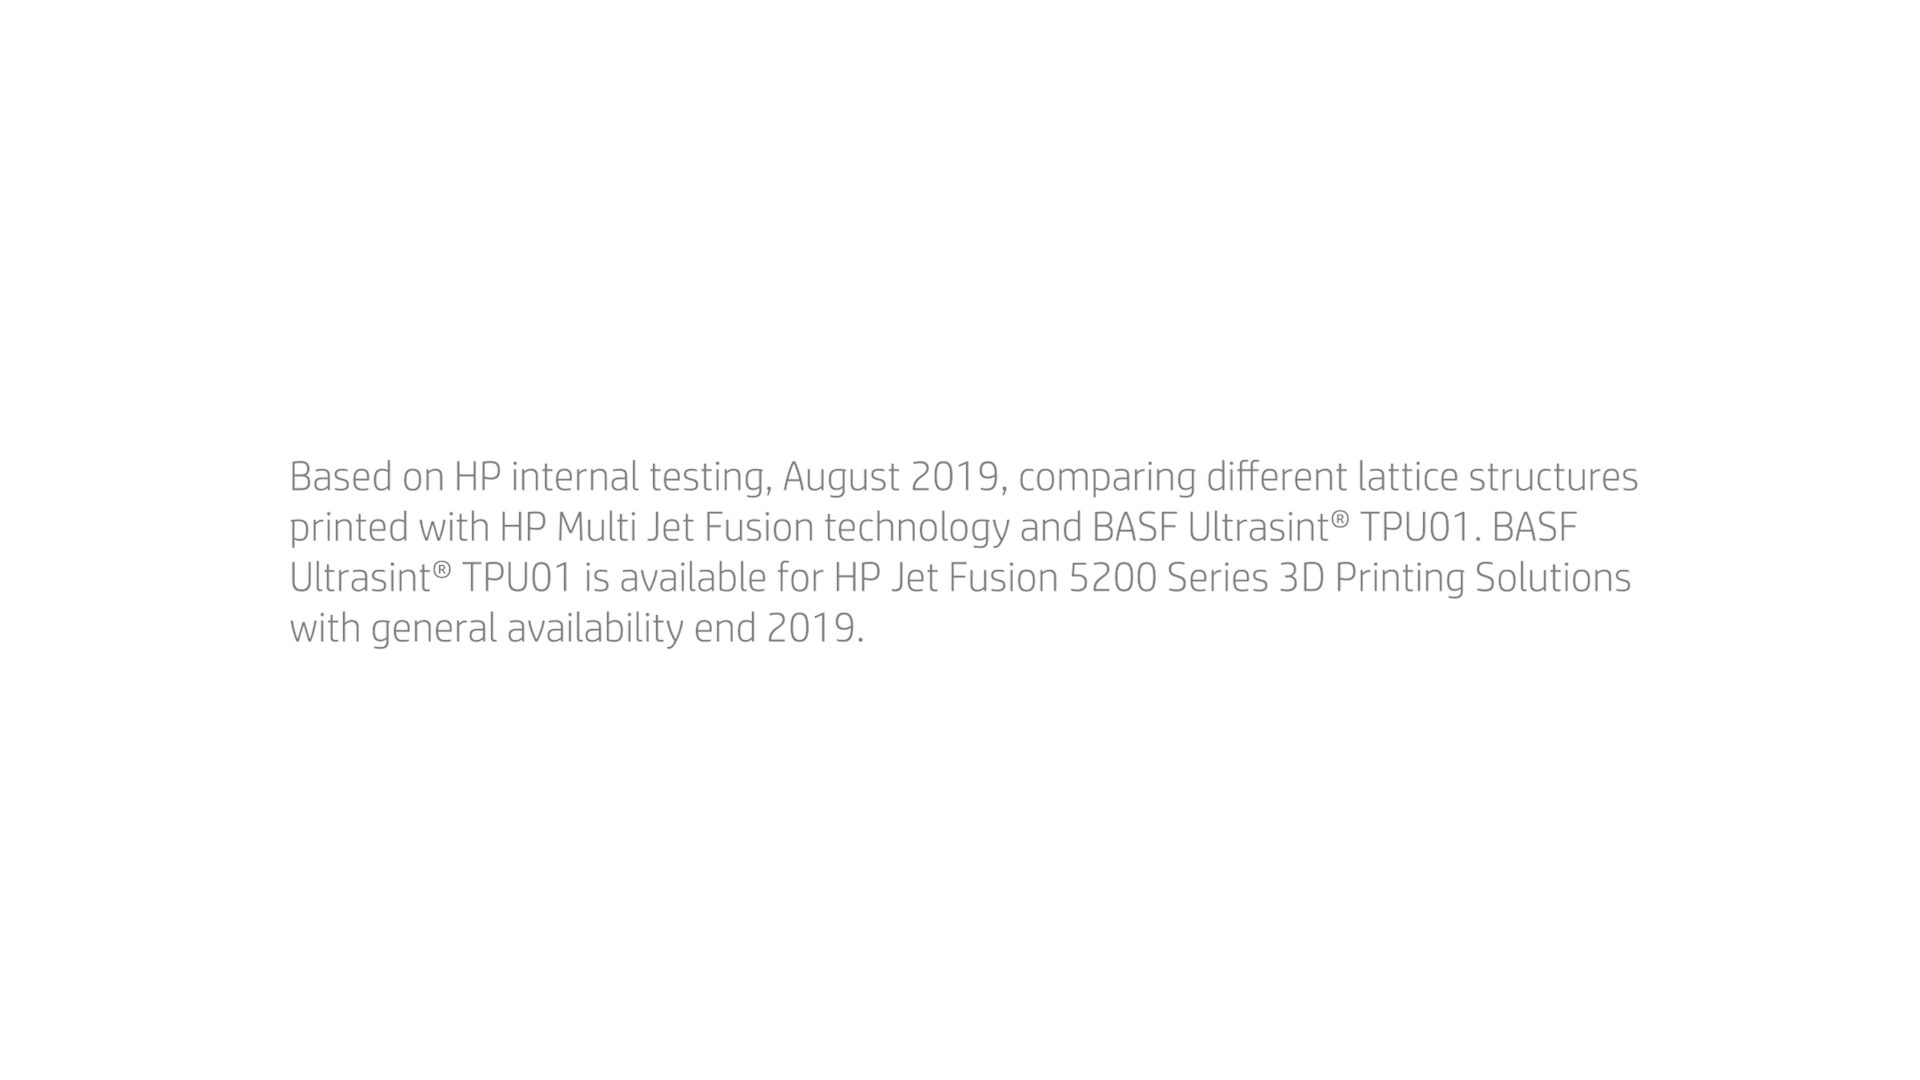 Based on HP internal testing, August 2019, comparing different lattice structures
printed with HP Multi Jet Fusion technology and BASF Ultrasint® TPU01. BASF
Ultrasint® TPU01 is available for HP Jet Fusion 5200 Series 3D Printing Solutions
with general availability end 2019.